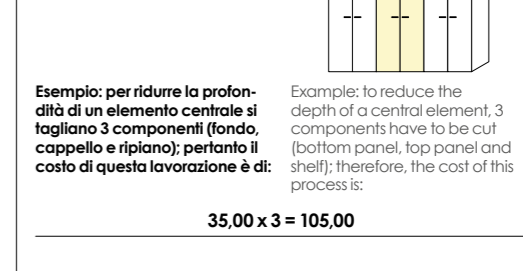 Esempio: per ridurre la profon-
dità di un elemento centrale si
tagliano 3 componenti (fondo,
cappello e ripiano); pertanto il
costo di questa lavorazione è di:
Example: to reduce the
depth of a central element, 3
components have to be cut
(bottom panel, top panel and
shelf); therefore, the cost of this
process is:
35,00 x 3 = 105,00